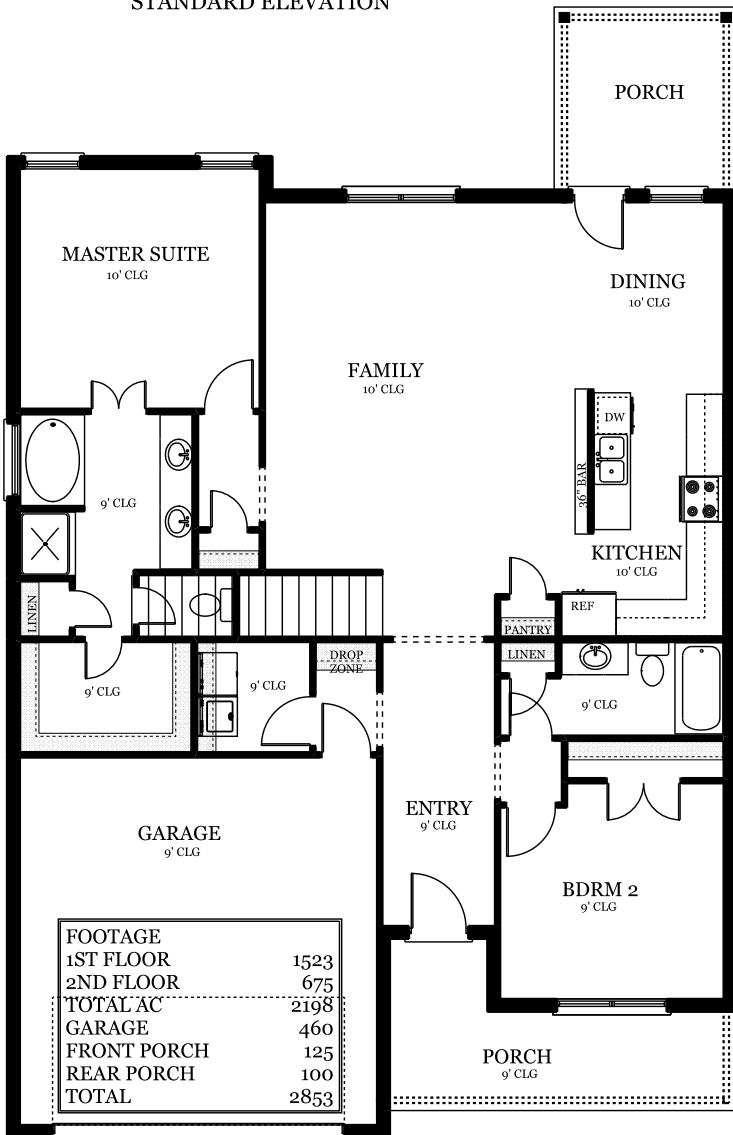 STANDARD ELEVATION
PORCH
MASTER SUITE
10' CLG
DINING
10' CLG
FAMILY
10' CLG
DW
36" BAR
9' CLG
KITCHEN
10' CLG
LINEN
REF
PANTRY
LINEN
DROP
ZONE
9' CLG
9' CLG
9' CLG
ENTRY
9' CLG
GARAGE
9' CLG
BDRM 2
9' CLG
FOOTAGE
1ST FLOOR 1523
2ND FLOOR 675
TOTAL AC 2198
GARAGE 460
FRONT PORCH 125
REAR PORCH 100
TOTAL 2853
PORCH
9' CLG